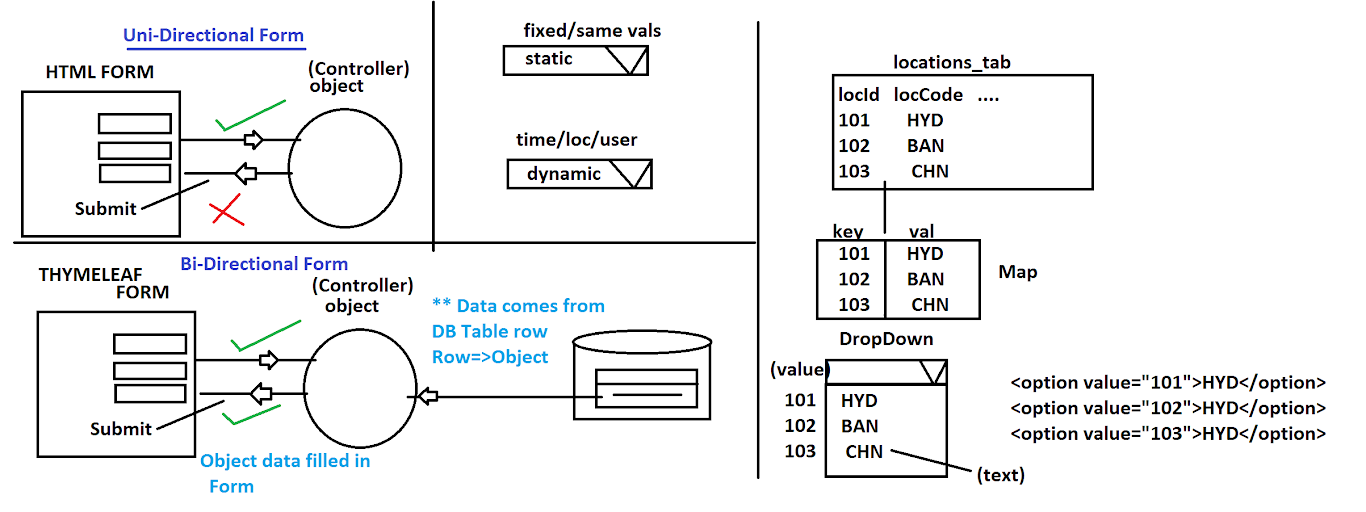 Uni-Directional Form
HTML FORM
(Controller)
object
Submit
fixed/same vals
static
time/loc/user
dynamic
Bi-Directional Form
THYMELEAF
FORM
(Controller)
object
Submit
Object data filled in
Form
** Data comes from
DB Table row
Row=>Object
locations_tab
locId locCode ....
101 HYD
102 BAN
103 CHN
key val
101 HYD
102 BAN
103 CHN
Map
DropDown
(value)
101 HYD
102 BAN
103 CHN
(text)
<option value="101">HYD</option>
<option value="102">HYD</option>
<option value="103">HYD</option>